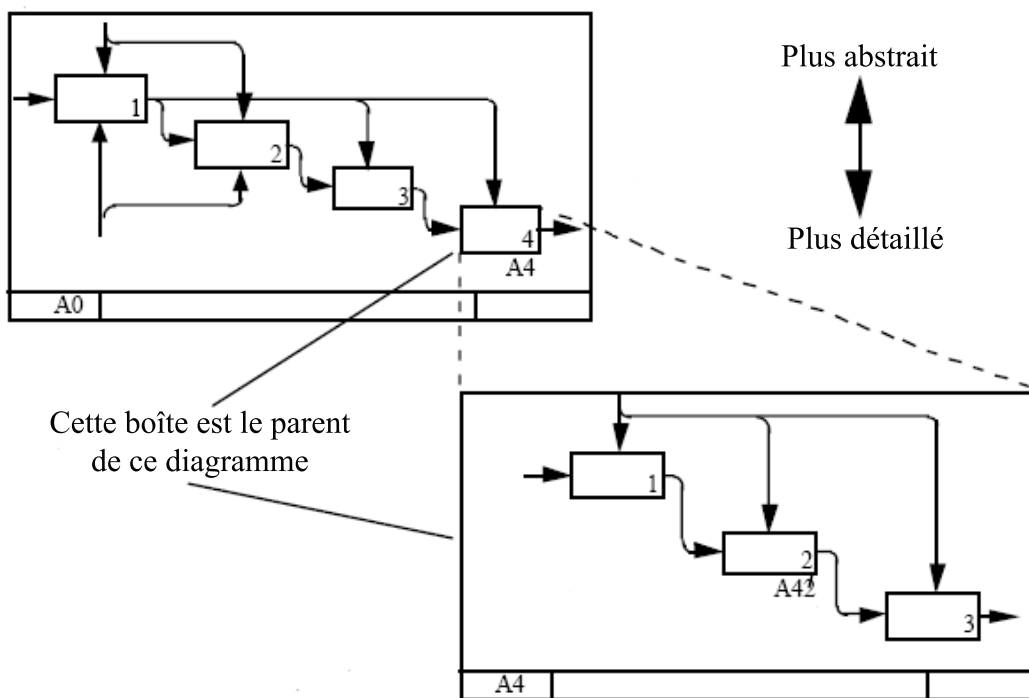 Plus abstrait
Plus détaillé
1
2
3
4
A4
A0
Cette boîte est le parent
de ce diagramme
1
2
A42
3
A4